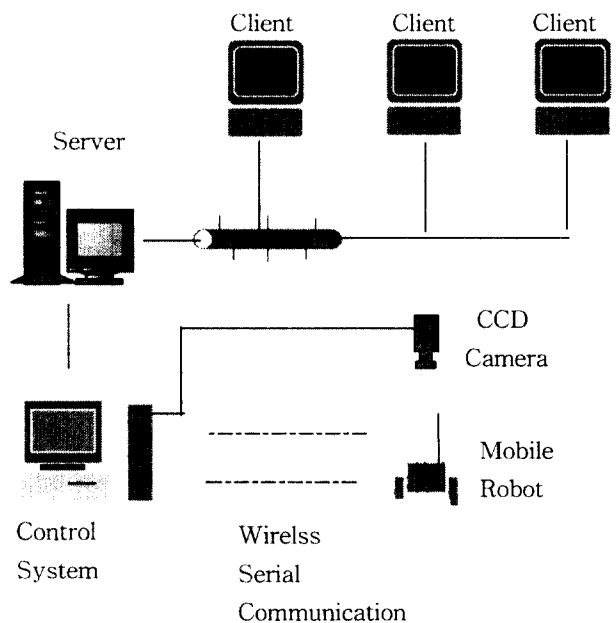 Client
Client
Client
Server
CCD
Camera
Mobile
Robot
Control
System
Wirelss
Serial
Communication